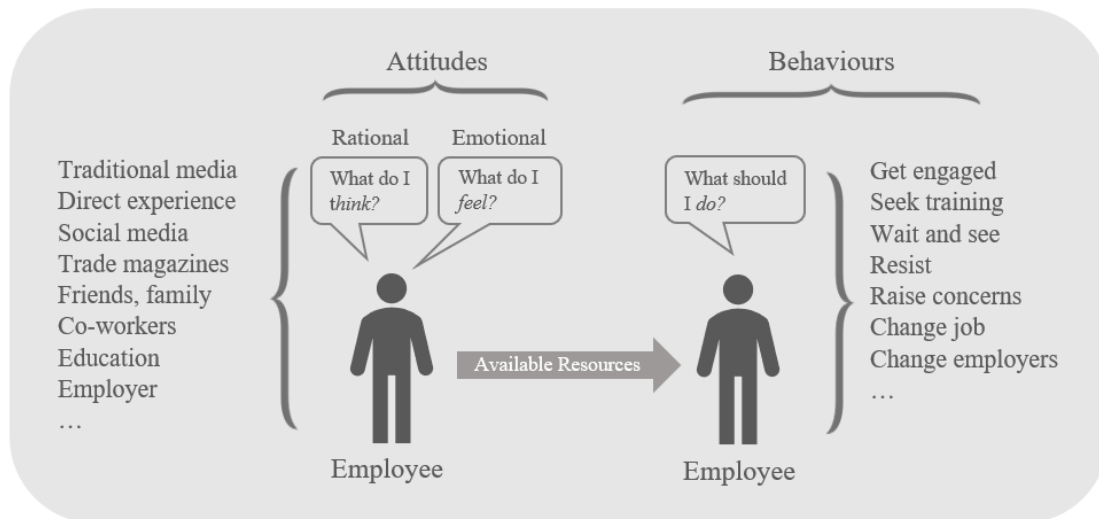 Attitudes
Behaviours
Rational
Emotional
What do I
think?
What do I
feel?
What should
I do?
Traditional media
Direct experience
Social media
Trade magazines
Friends, family
Co-workers
Education
Employer
…
Available Resources
Get engaged
Seek training
Wait and see
Resist
Raise concerns
Change job
Change employers
…
Employee
Employee